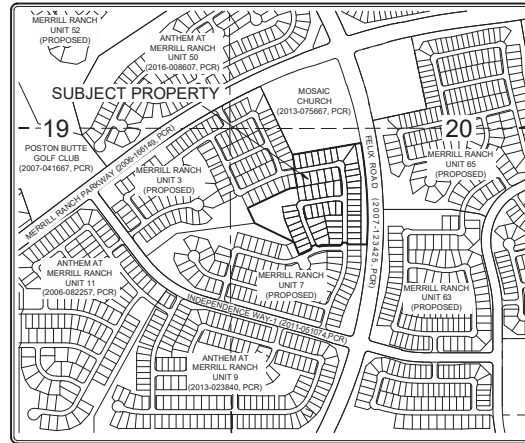 MERRILL RANCH
UNIT 52
(PROPOSED)
ANTHEM AT
MERRILL RANCH
UNIT 50
(2016-008607, PCR)
SUBJECT PROPERTY
MOSAIC
CHURCH
(2013-075667, PCR)
19
20
POSTON BUTTE
GOLF CLUB
(2007-041667, PCR)
MERRILL RANCH PARKWAY (2006-166149, PCR)
MERRILL RANCH
UNIT 3
(PROPOSED)
FELIX ROAD (2007-123425, PCR)
MERRILL RANCH
UNIT 65
(PROPOSED)
ANTHEM AT
MERRILL RANCH
UNIT 11
(2006-082257, PCR)
MERRILL RANCH
UNIT 7
(PROPOSED)
MERRILL RANCH
UNIT 63
(PROPOSED)
INDEPENDENCE WAY-1 (2011-051074,PCR)
ANTHEM AT
MERRILL RANCH
UNIT 9
(2013-023840, PCR)